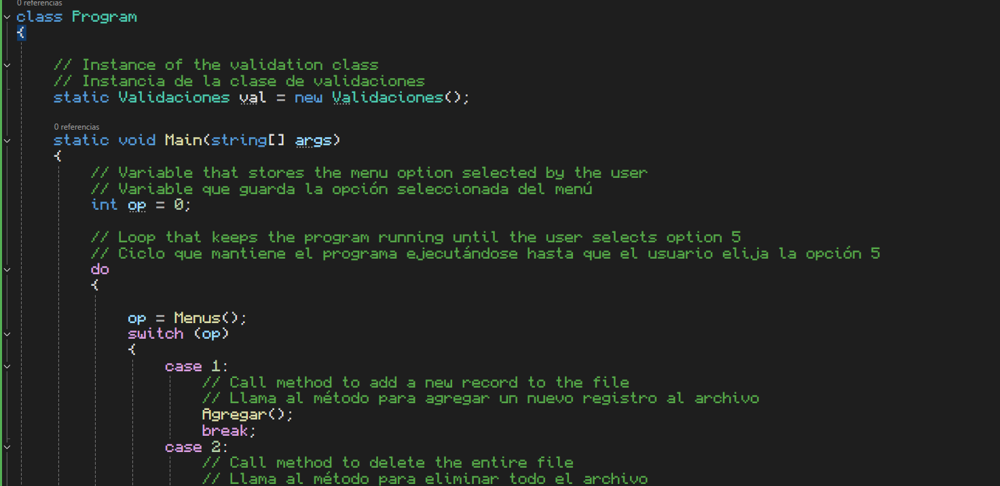 0 referencias
class Program
{
// Instance of the validation class
// Instancia de la clase de validaciones
static Validaciones val = new Validaciones();
0 referencias
static void Main(string[] args)
{
// Variable that stores the menu option selected by the user
// Variable que guarda la opción seleccionada del menú
int op = 0;
// Loop that keeps the program running until the user selects option 5
// Ciclo que mantiene el programa ejecutándose hasta que el usuario elija la opción 5
do
{
op = Menus();
switch (op)
{
case 1:
// Call method to add a new record to the file
// Llama al método para agregar un nuevo registro al archivo
Agregar();
break;
case 2:
// Call method to delete the entire file
// Llama al método para eliminar todo el archivo